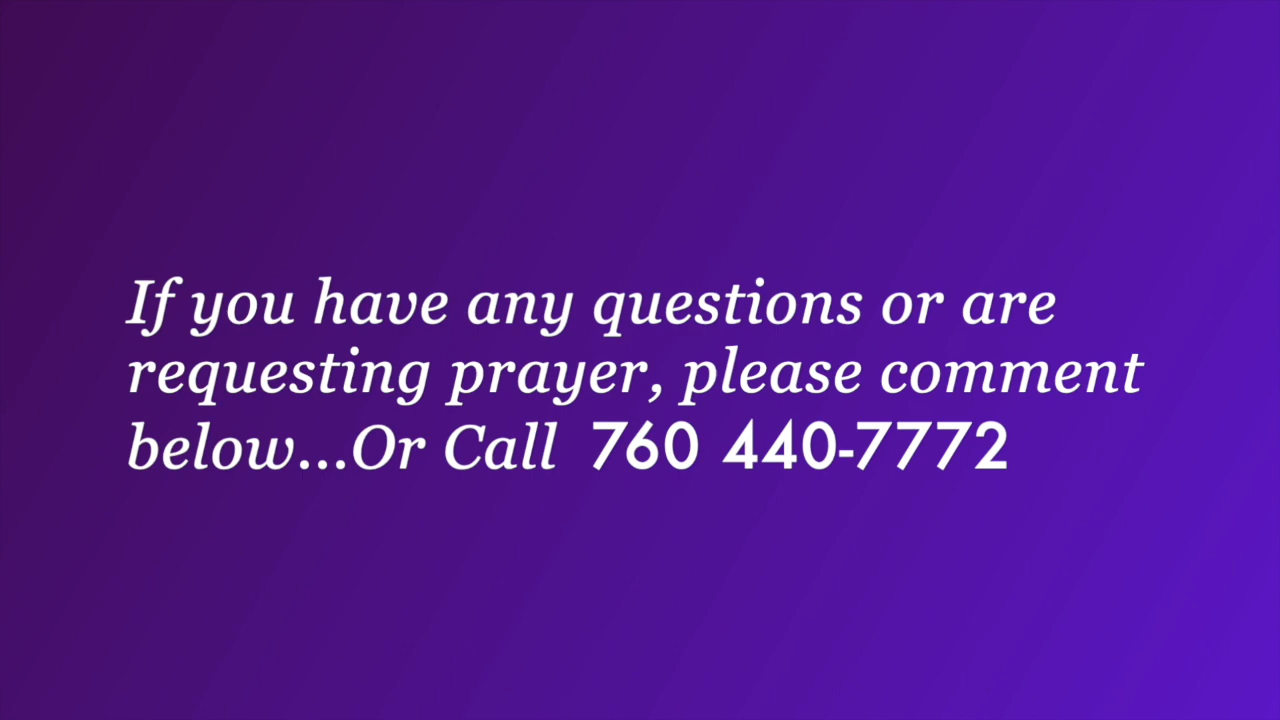 If you have any questions or are
requesting prayer, please comment
below...Or Call 760 440-7772